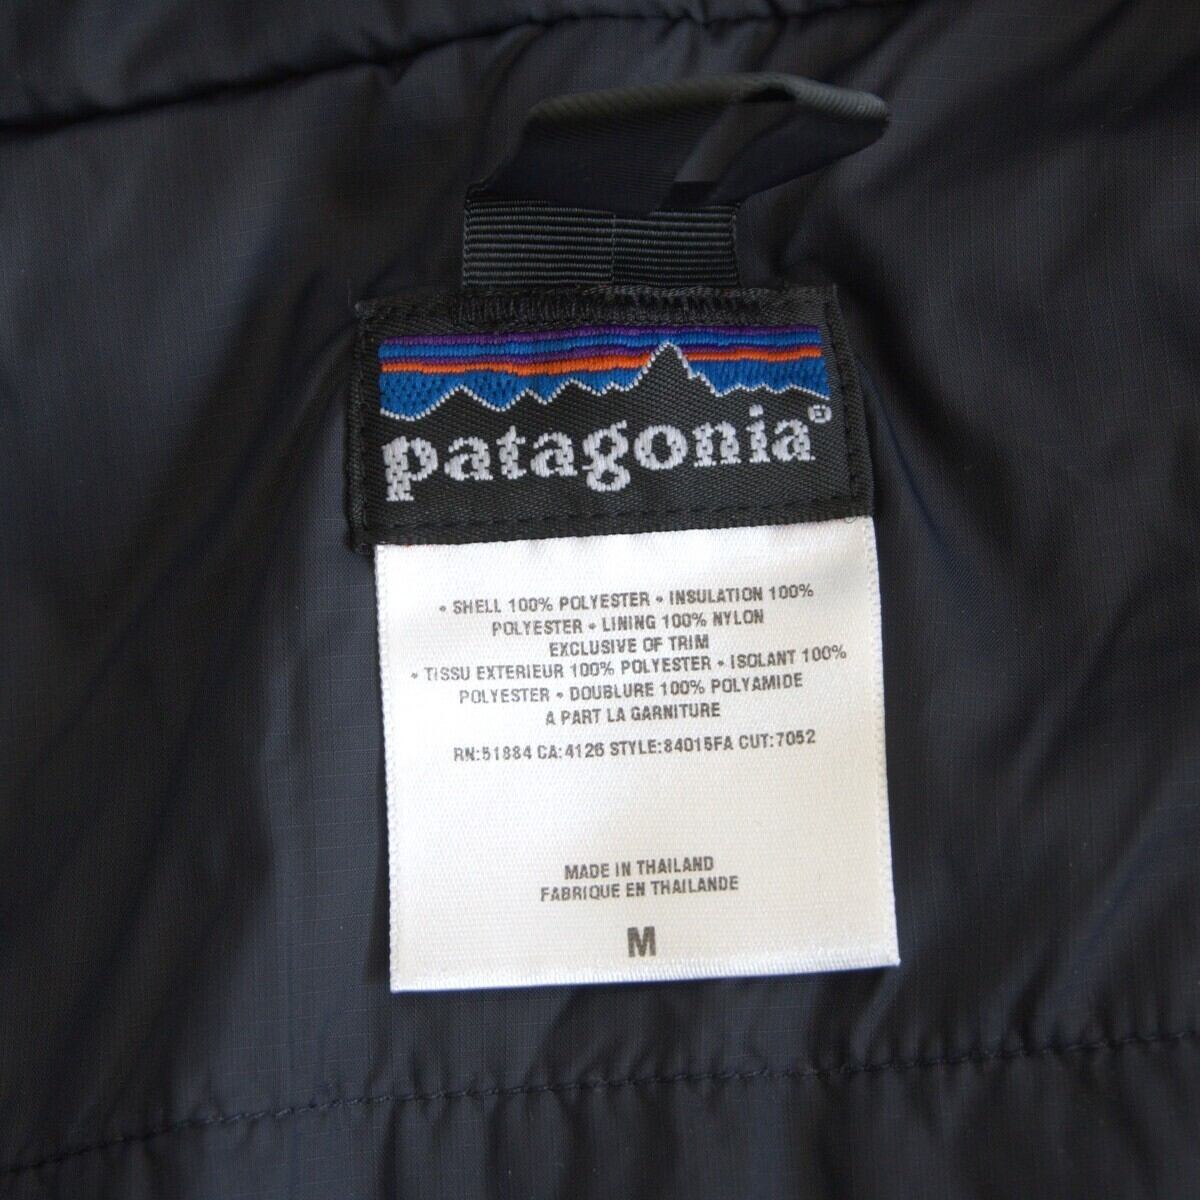 patagonia®
• SHELL 100% POLYESTER • INSULATION 100%
POLYESTER • LINING 100% NYLON
EXCLUSIVE OF TRIM
• TISSU EXTERIEUR 100% POLYESTER • ISOLANT 100%
POLYESTER • DOUBLURE 100% POLYAMIDE
A PART LA GARNITURE
RN:51884 CA:4126 STYLE:84015FA CUT:7052
MADE IN THAILAND
FABRIQUE EN THAILANDE
M